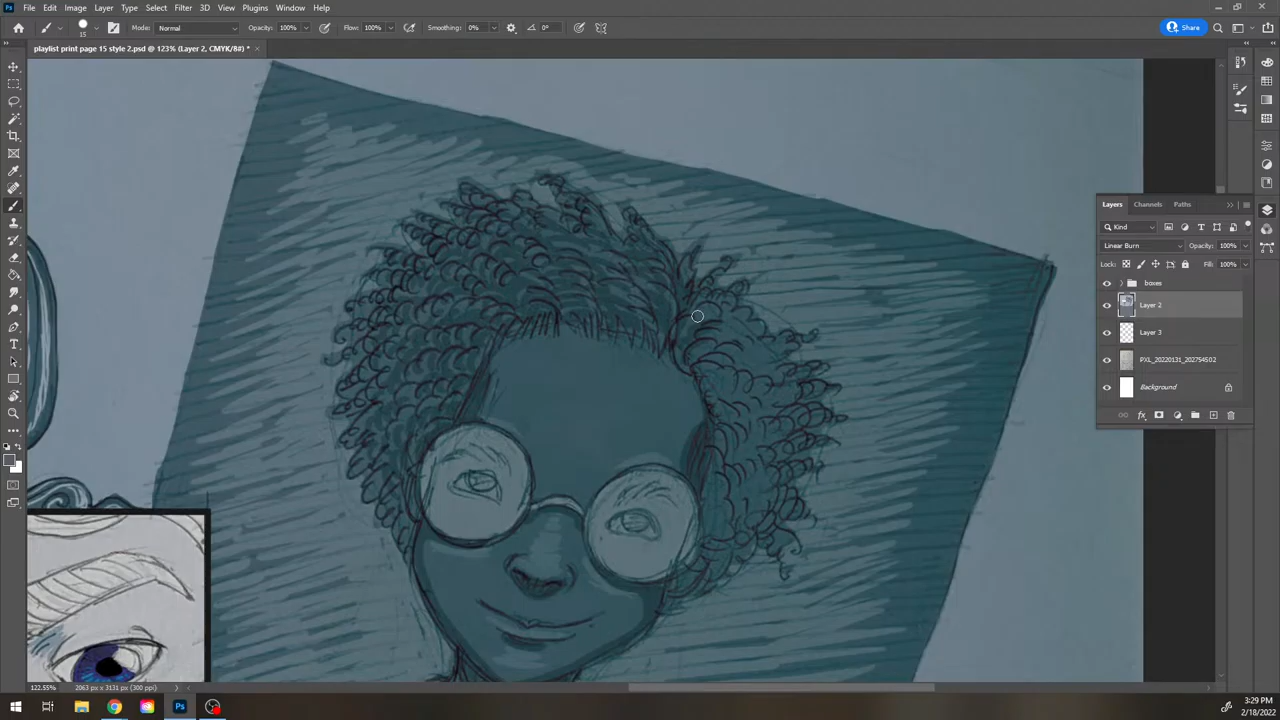 File Edit Image Layer Type Select Filter 3D View Plugins Window Help
15 Mode: Normal Opacity: 100% Flow: 100% Smoothing: 0% 0° Share
playlist print page 15 style 2.psd @ 123% (Layer 2, CMYK/8#) *
Layers Channels Paths
Kind
Linear Burn Opacity: 100%
Lock: Fill: 100%
boxes
Layer 2
Layer 3
PXL_20220131_202754502
Background
122.55% 2063 px x 3131 px (300 ppi)
3:29 PM
2/18/2022